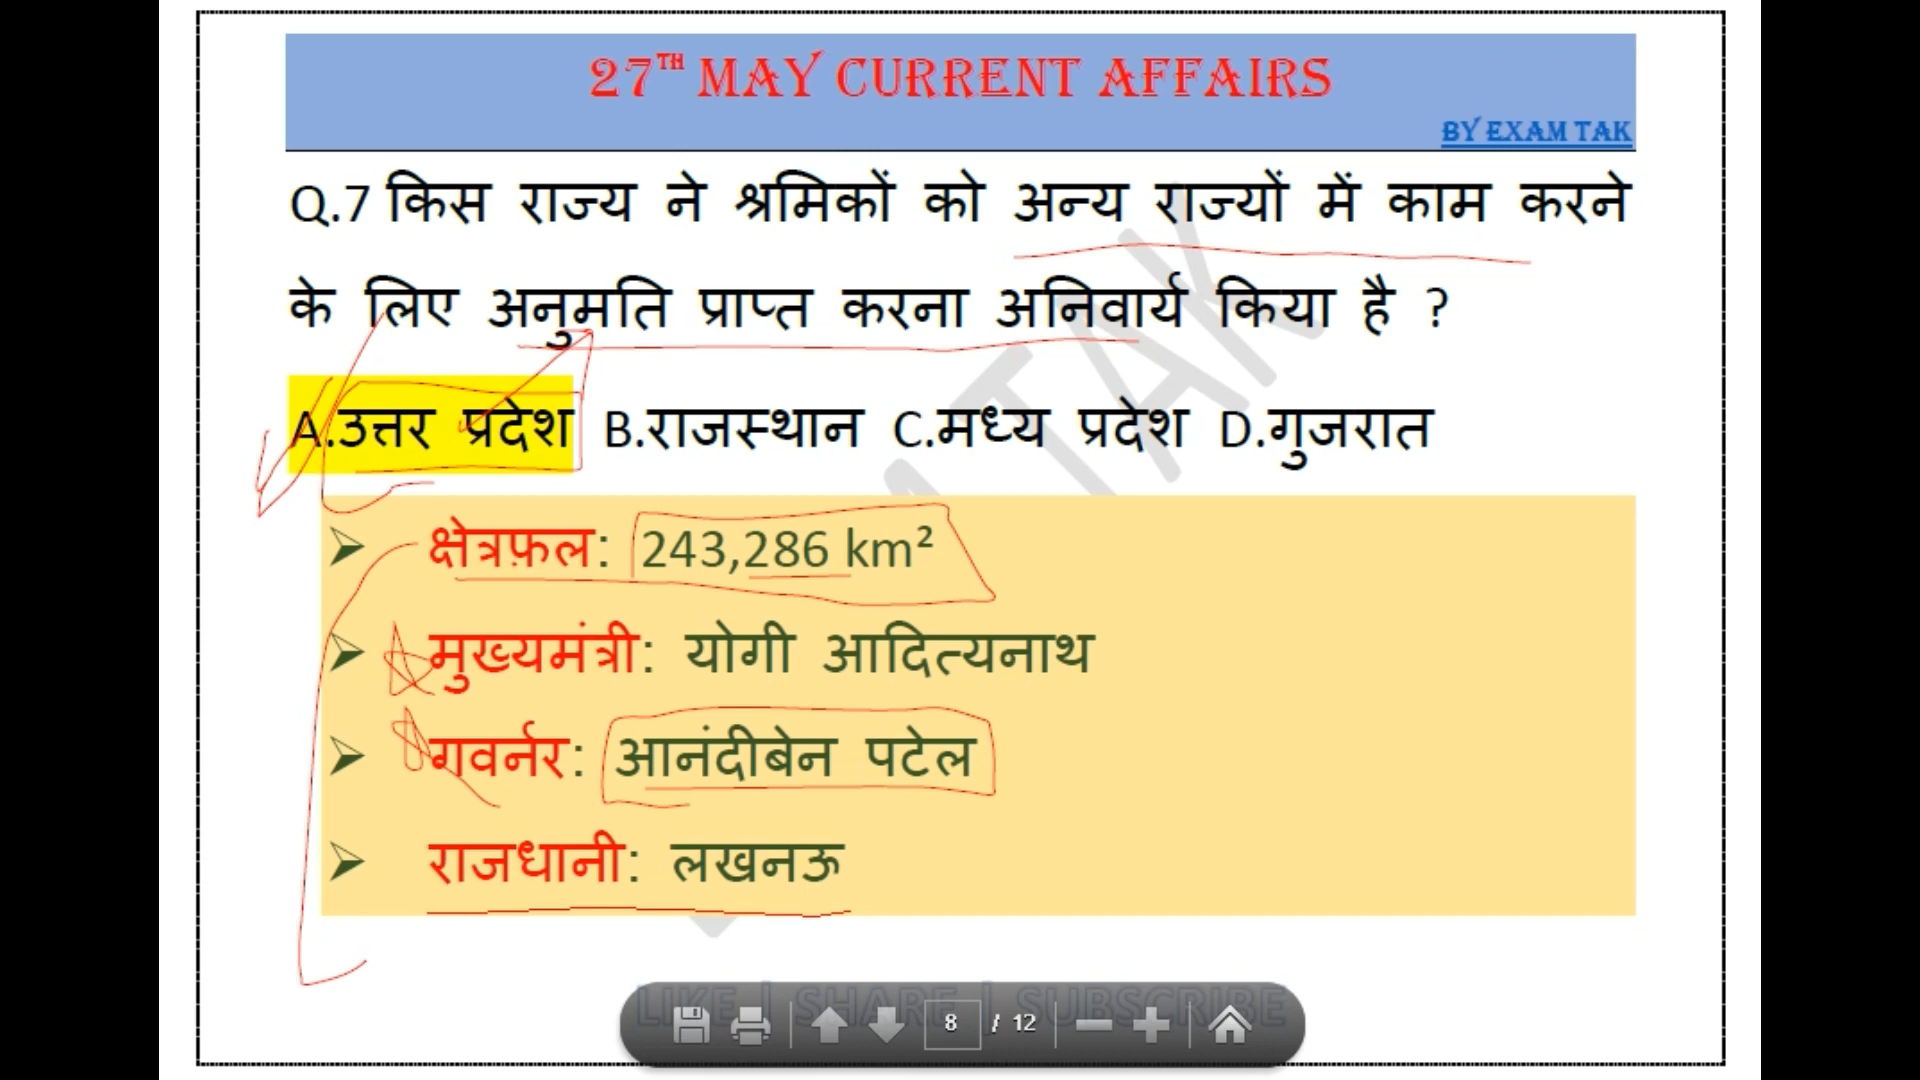 27TH MAY CURRENT AFFAIRS
BY EXAM TAK
Q.7 किस राज्य ने श्रमिकों को अन्य राज्यों में काम करने
के लिए अनुमति प्राप्त करना अनिवार्य किया है ?
A.उत्तर प्रदेश B.राजस्थान C.मध्य प्रदेश D.गुजरात
क्षेत्रफ़ल: 243,286 km²
मुख्यमंत्री: योगी आदित्यनाथ
गवर्नर: आनंदीबेन पटेल
राजधानी: लखनऊ
LIKE | SHARE | SUBSCRIBE
8 / 12